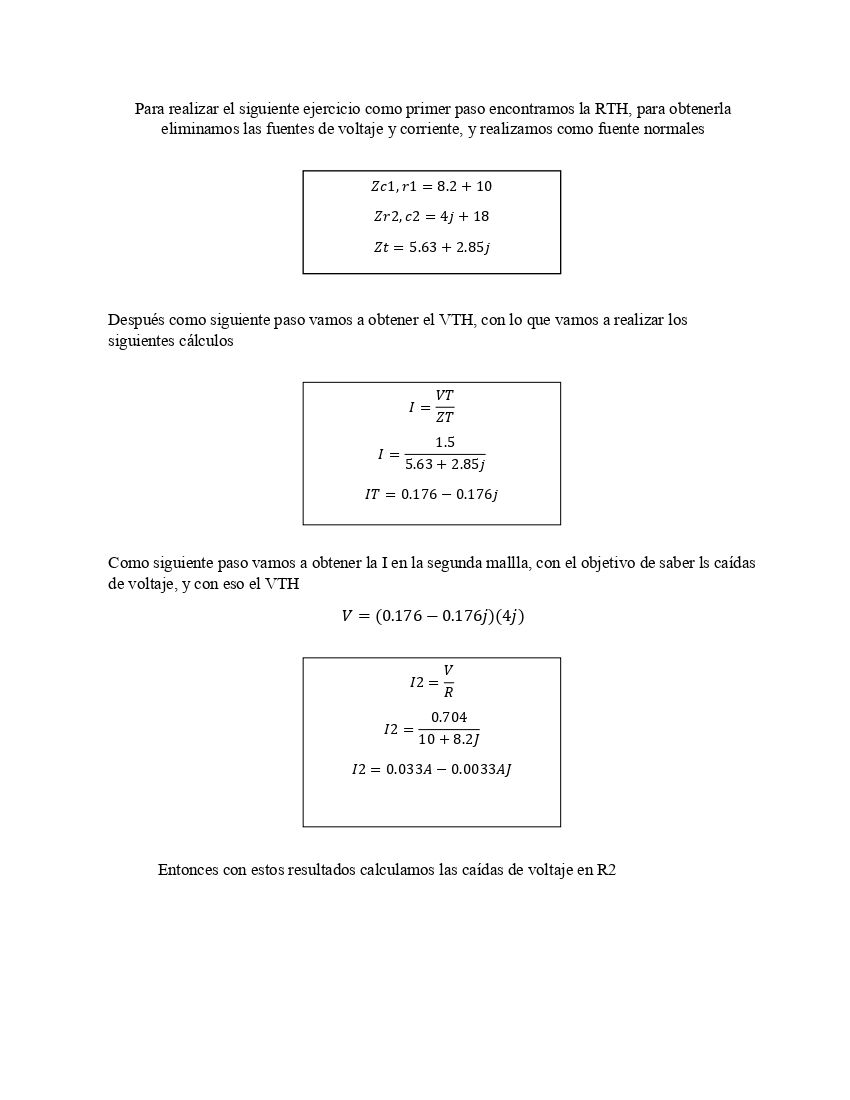 Para realizar el siguiente ejercicio como primer paso encontramos la RTH, para obtenerla
eliminamos las fuentes de voltaje y corriente, y realizamos como fuente normales
Zc1, r1 = 8.2 + 10
Zr2, c2 = 4j + 18
Zt = 5.63 + 2.85j
Después como siguiente paso vamos a obtener el VTH, con lo que vamos a realizar los
siguientes cálculos
I = VT/ZT
I = 1.5/5.63 + 2.85j
IT = 0.176 − 0.176j
Como siguiente paso vamos a obtener la I en la segunda mallla, con el objetivo de saber ls caídas
de voltaje, y con eso el VTH
V = (0.176 − 0.176j)(4j)
I2 = V/R
I2 = 0.704/10 + 8.2J
I2 = 0.033A − 0.0033AJ
Entonces con estos resultados calculamos las caídas de voltaje en R2